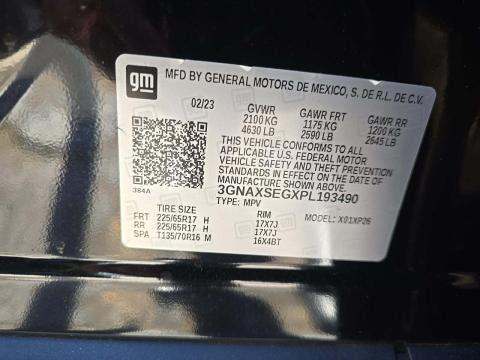 gm
MFD BY GENERAL MOTORS DE MEXICO, S. DE R.L. DE C.V.
02/23 GVWR GAWR FRT GAWR RR
2100 KG 1175 KG 1200 KG
4630 LB 2590 LB 2645 LB
THIS VEHICLE CONFORMS TO ALL
APPLICABLE U.S. FEDERAL MOTOR
VEHICLE SAFETY AND THEFT PREVENTION
STANDARDS IN EFFECT ON THE DATE OF
MANUFACTURE SHOWN ABOVE.
3GNAXSEGXPL193490
384A TYPE: MPV MODEL: X01XP26
TIRE SIZE RIM
FRT 225/65R17 H 17X7J
RR 225/65R17 H 17X7J
SPA T135/70R16 M 16X4BT